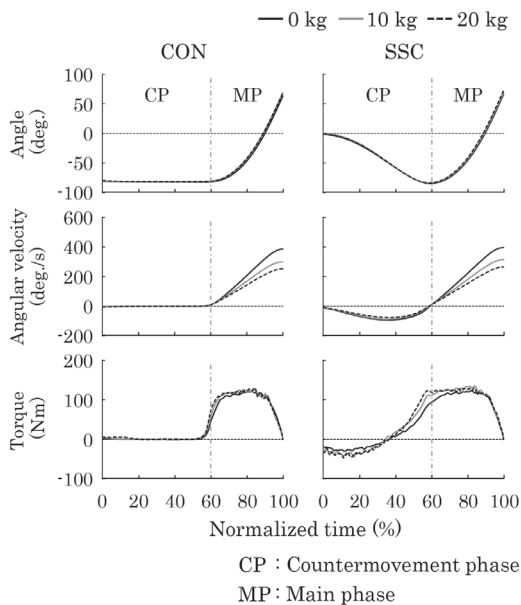 0 kg 10 kg 20 kg
CON SSC
Angle
(deg.)
100
50
0
-50
-100
CP MP CP MP
Angular velocity
(deg./s)
600
400
200
0
-200
Torque
(Nm)
200
100
0
-100
0 20 40 60 80 100 0 20 40 60 80 100
Normalized time (%)
CP : Countermovement phase
MP : Main phase